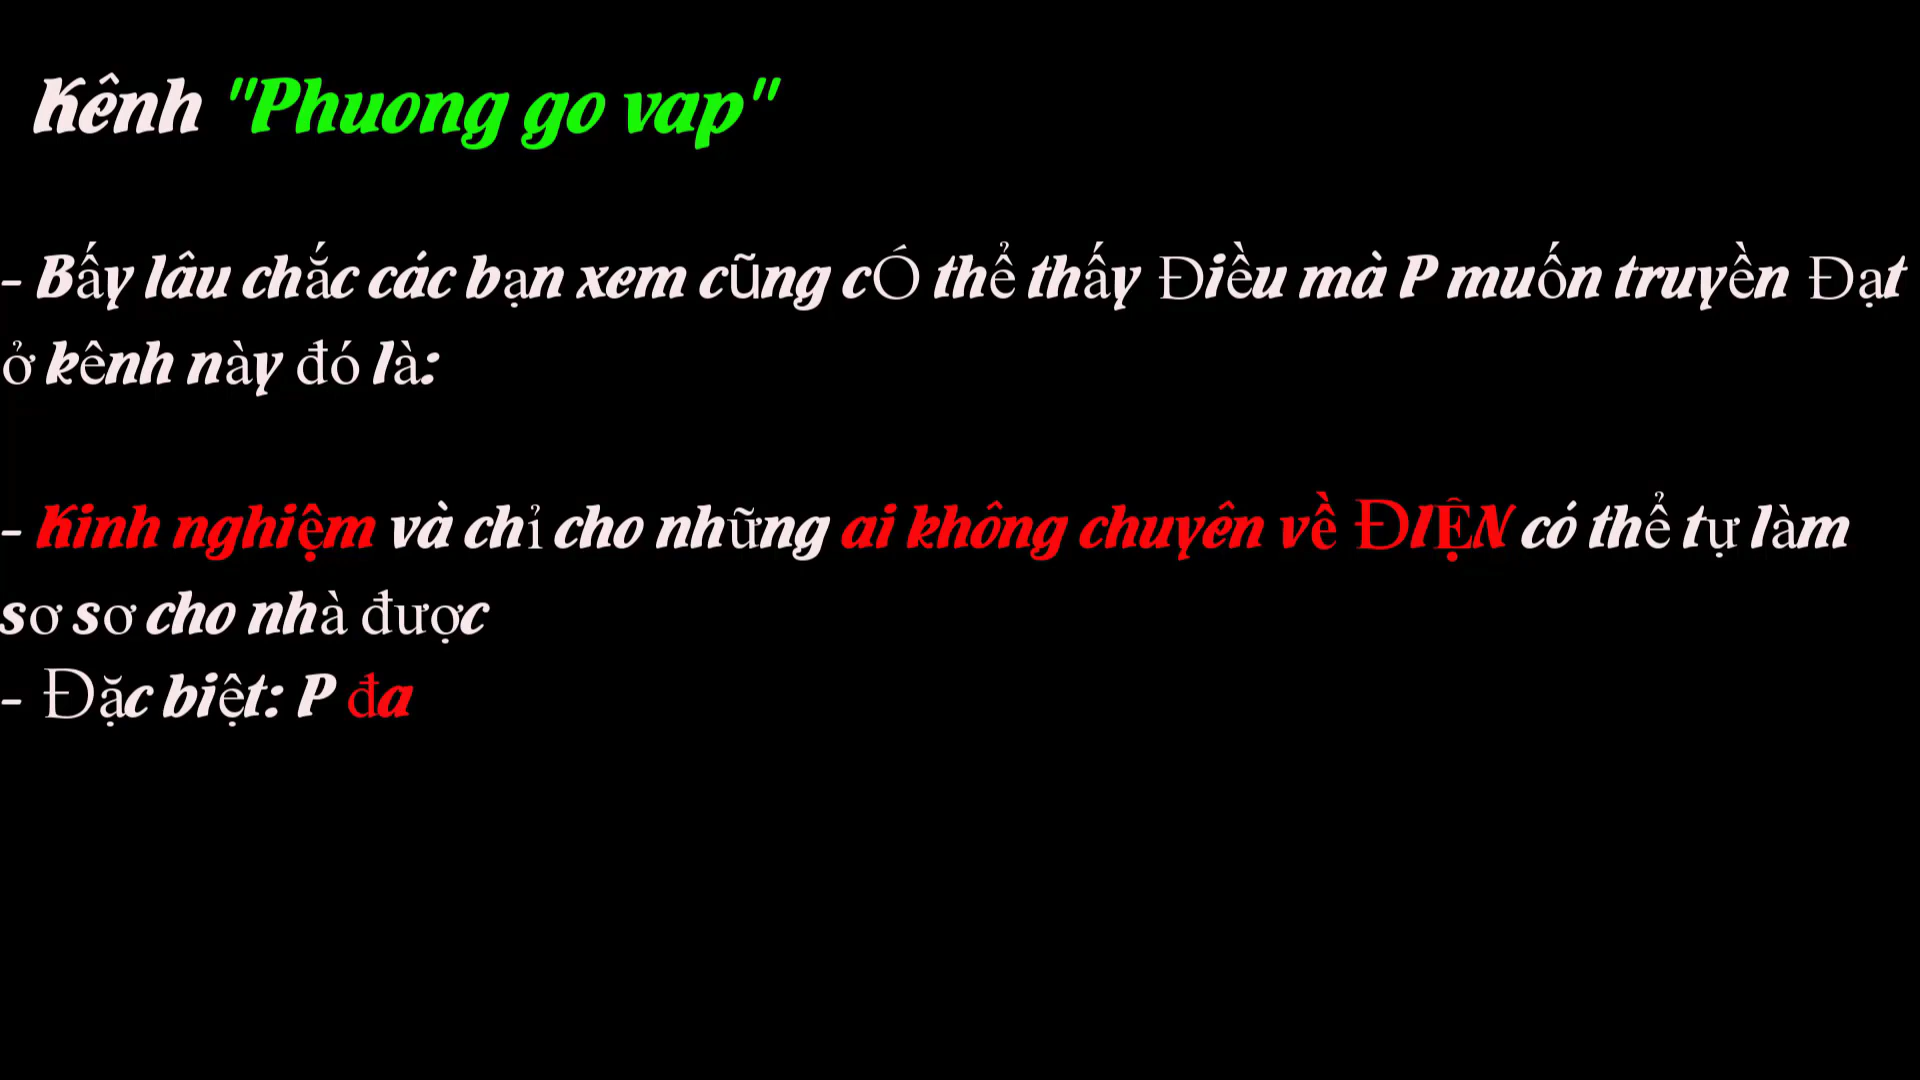 Kênh "Phuong go vap"
- Bấy lâu chắc các bạn xem cũng cÓ thể thấy Điều mà P muốn truyền Đạt
ở kênh này đó là:
- Kinh nghiệm và chỉ cho những ai không chuyên về ĐIỆN có thể tự làm
sơ sơ cho nhà được
- Đặc biệt: P đa